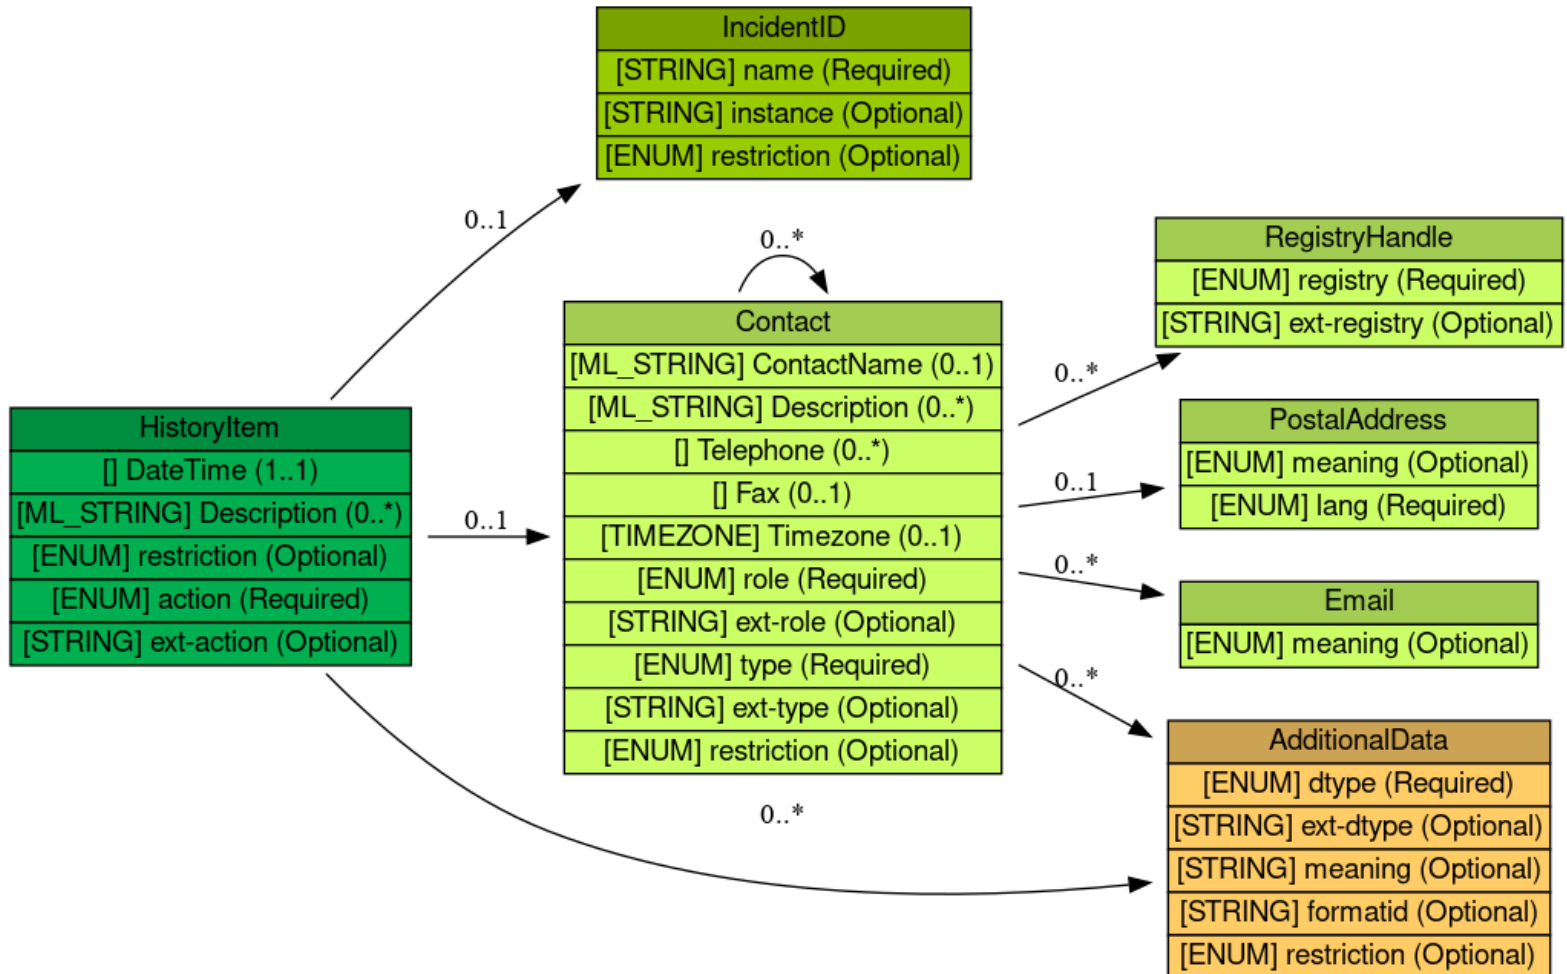 IncidentID
[STRING] name (Required)
[STRING] instance (Optional)
[ENUM] restriction (Optional)
0..1
0..*
RegistryHandle
[ENUM] registry (Required)
[STRING] ext-registry (Optional)
Contact
[ML_STRING] ContactName (0..1)
[ML_STRING] Description (0..*)
[] Telephone (0..*)
[] Fax (0..1)
[TIMEZONE] Timezone (0..1)
[ENUM] role (Required)
[STRING] ext-role (Optional)
[ENUM] type (Required)
[STRING] ext-type (Optional)
[ENUM] restriction (Optional)
0..*
HistoryItem
[] DateTime (1..1)
[ML_STRING] Description (0..*)
[ENUM] restriction (Optional)
[ENUM] action (Required)
[STRING] ext-action (Optional)
0..1
PostalAddress
[ENUM] meaning (Optional)
[ENUM] lang (Required)
0..1
0..*
Email
[ENUM] meaning (Optional)
0..*
AdditionalData
[ENUM] dtype (Required)
[STRING] ext-dtype (Optional)
[STRING] meaning (Optional)
[STRING] formatid (Optional)
[ENUM] restriction (Optional)
0..*